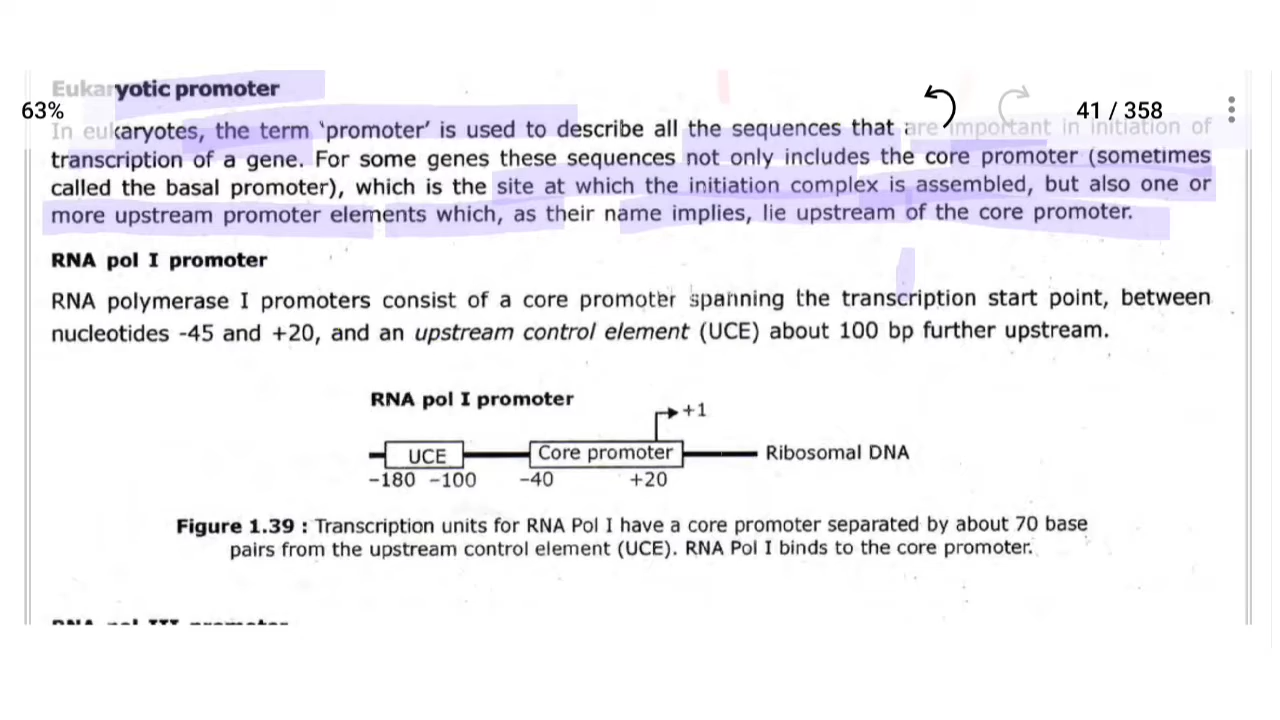 Eukaryotic promoter
63%
41 / 358
In eukaryotes, the term 'promoter' is used to describe all the sequences that are important in initiation of
transcription of a gene. For some genes these sequences not only includes the core promoter (sometimes
called the basal promoter), which is the site at which the initiation complex is assembled, but also one or
more upstream promoter elements which, as their name implies, lie upstream of the core promoter.
RNA pol I promoter
RNA polymerase I promoters consist of a core promoter spanning the transcription start point, between
nucleotides -45 and +20, and an upstream control element (UCE) about 100 bp further upstream.
RNA pol I promoter
+1
UCE
Core promoter
Ribosomal DNA
−180 −100 −40 +20
Figure 1.39 : Transcription units for RNA Pol I have a core promoter separated by about 70 base
pairs from the upstream control element (UCE). RNA Pol I binds to the core promoter.
RNA pol III promoter